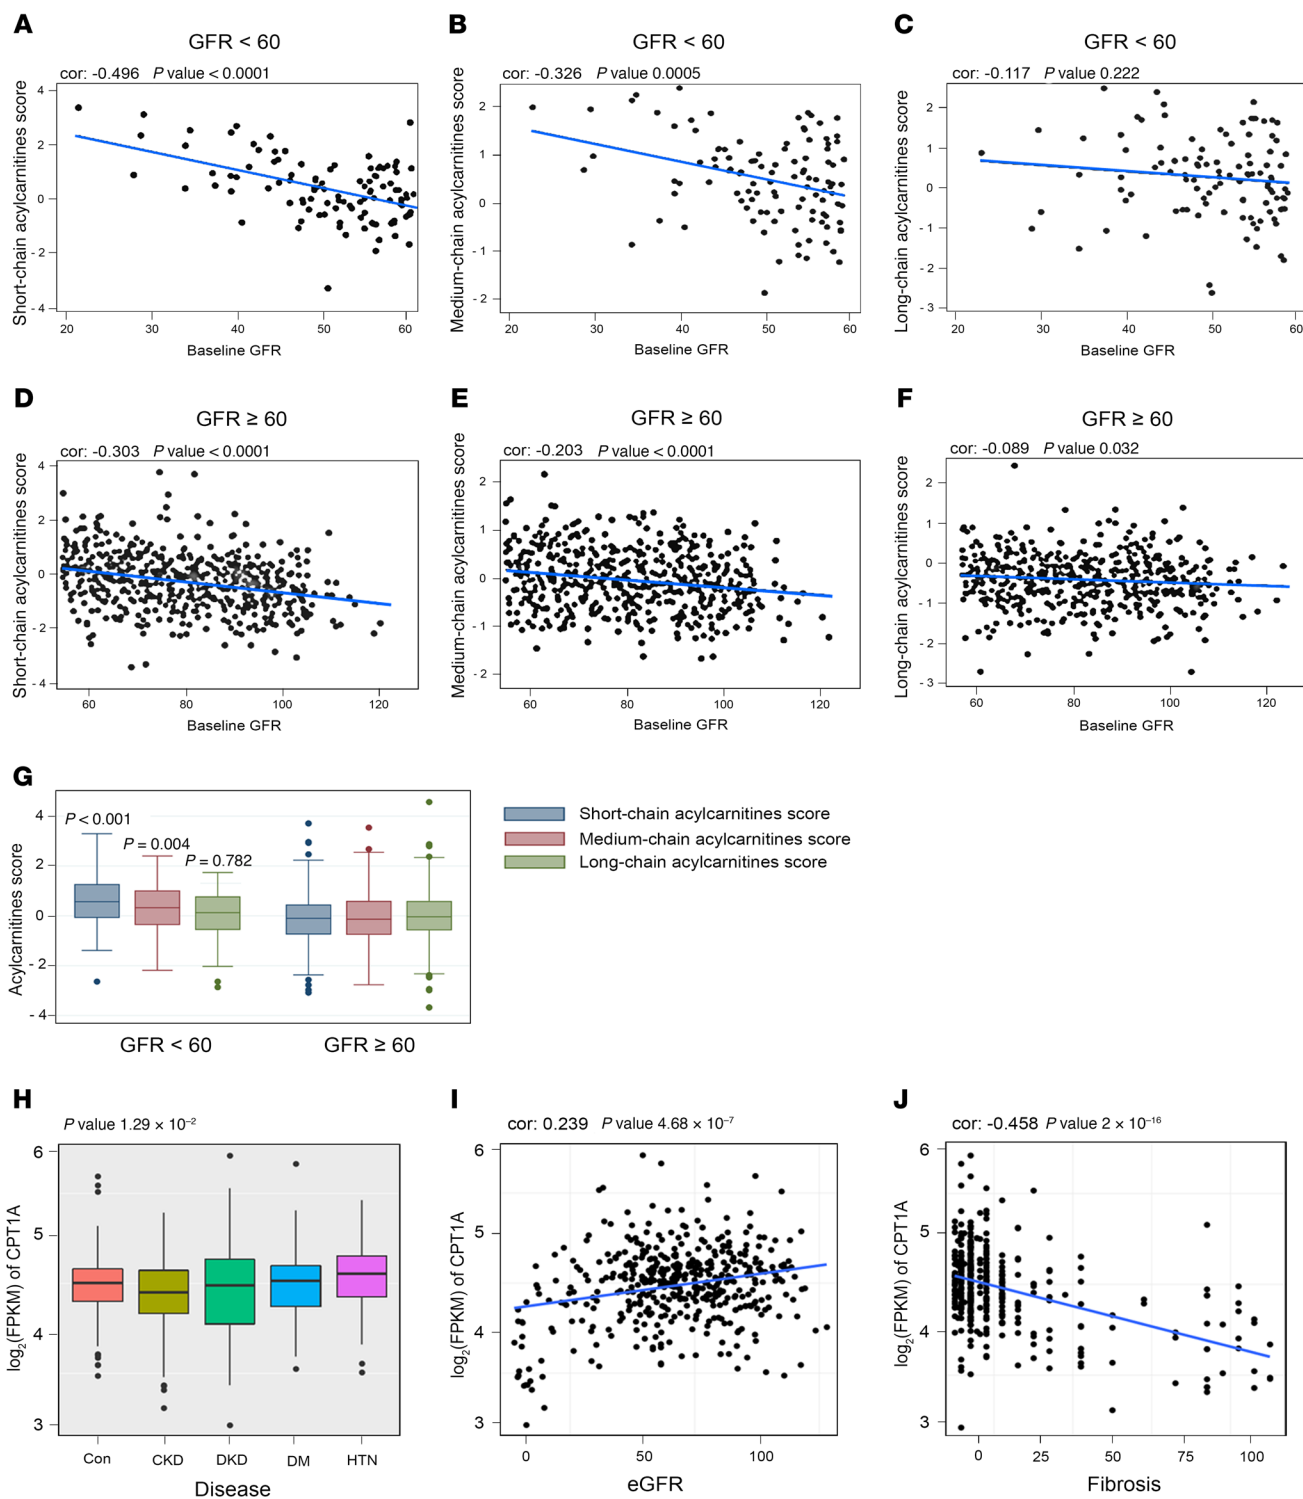 A
GFR < 60
cor: -0.496 P value < 0.0001
Short-chain acylcarnitines score
4
2
0
- 2
- 4
20 30 40 50 60
Baseline GFR
B
GFR < 60
cor: -0.326 P value 0.0005
Medium-chain acylcarnitines score
2
1
0
- 1
- 2
20 30 40 50 60
Baseline GFR
C
GFR < 60
cor: -0.117 P value 0.222
Long-chain acylcarnitines score
2
1
0
- 1
- 2
- 3
20 30 40 50 60
Baseline GFR
D
GFR ≥ 60
cor: -0.303 P value < 0.0001
Short-chain acylcarnitines score
4
2
0
- 2
- 4
60 80 100 120
Baseline GFR
E
GFR ≥ 60
cor: -0.203 P value < 0.0001
Medium-chain acylcarnitines score
2
1
0
- 1
- 2
60 80 100 120
Baseline GFR
F
GFR ≥ 60
cor: -0.089 P value 0.032
Long-chain acylcarnitines score
2
1
0
- 1
- 2
- 3
60 80 100 120
Baseline GFR
G
Acylcarnitines score
4
2
0
- 2
- 4
P < 0.001
P = 0.004
P = 0.782
GFR < 60 GFR ≥ 60
Short-chain acylcarnitines score
Medium-chain acylcarnitines score
Long-chain acylcarnitines score
H
P value 1.29 × 10⁻²
log₂(FPKM) of CPT1A
6
5
4
3
Con CKD DKD DM HTN
Disease
I
cor: 0.239 P value 4.68 × 10⁻⁷
log₂(FPKM) of CPT1A
6
5
4
3
0 50 100
eGFR
J
cor: -0.458 P value 2 × 10⁻¹⁶
log₂(FPKM) of CPT1A
6
5
4
3
0 25 50 75 100
Fibrosis